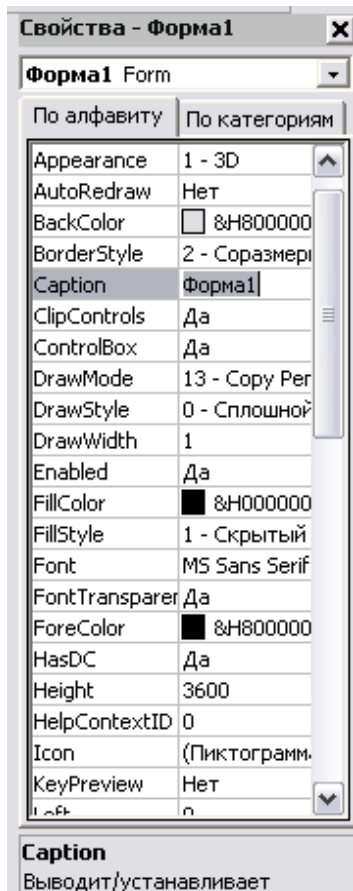 Свойства - Форма1
Форма1 Form
По алфавиту По категориям
Appearance 1 - 3D
AutoRedraw Нет
BackColor &H800000
BorderStyle 2 - Соразмер
Caption Форма1
ClipControls Да
ControlBox Да
DrawMode 13 - Copy Per
DrawStyle 0 - Сплошной
DrawWidth 1
Enabled Да
FillColor &H000000
FillStyle 1 - Скрытый
Font MS Sans Serif
FontTransparer Да
ForeColor &H800000
HasDC Да
Height 3600
HelpContextID 0
Icon (Пиктограмм
KeyPreview Нет
Left 0
Caption
Выводит/устанавливает